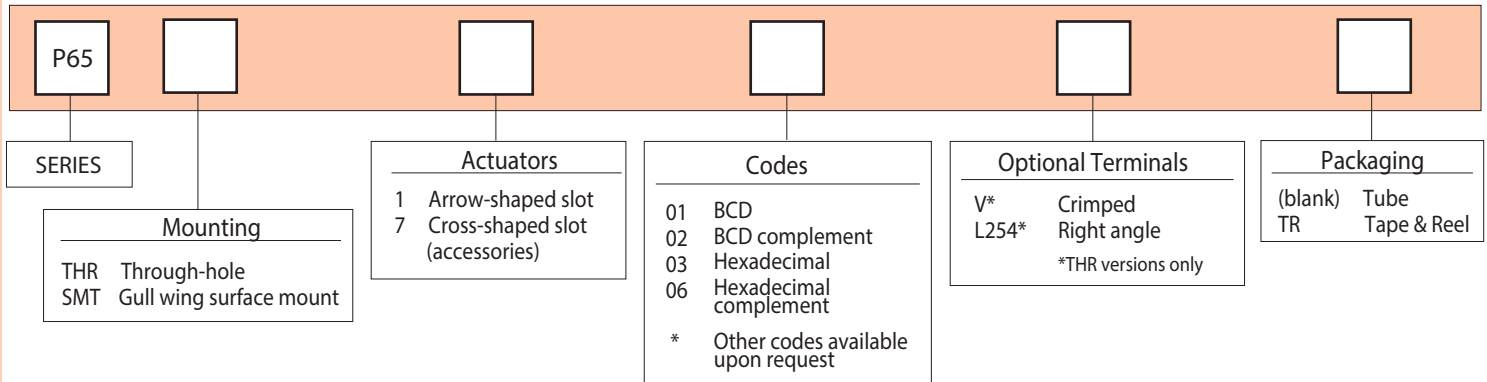 P65
SERIES
Mounting
THR Through-hole
SMT Gull wing surface mount
Actuators
1 Arrow-shaped slot
7 Cross-shaped slot
(accessories)
Codes
01 BCD
02 BCD complement
03 Hexadecimal
06 Hexadecimal
complement
* Other codes available
upon request
Optional Terminals
V* Crimped
L254* Right angle
*THR versions only
Packaging
(blank) Tube
TR Tape & Reel